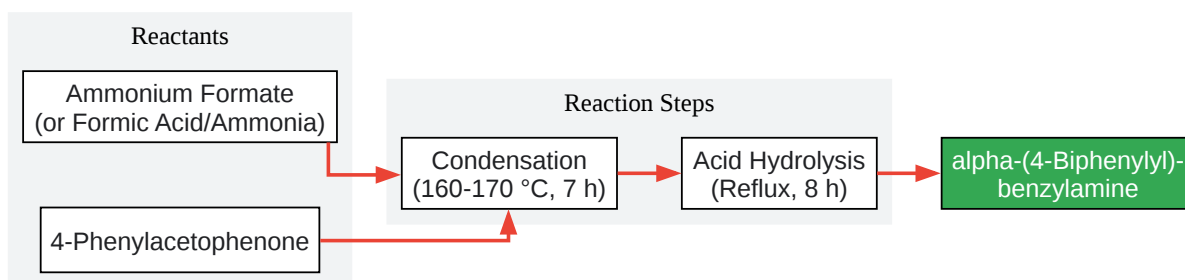 Reactants
Ammonium Formate
(or Formic Acid/Ammonia)
4-Phenylacetophenone
Reaction Steps
Condensation
(160-170 °C, 7 h)
Acid Hydrolysis
(Reflux, 8 h)
alpha-(4-Biphenylyl)-
benzylamine